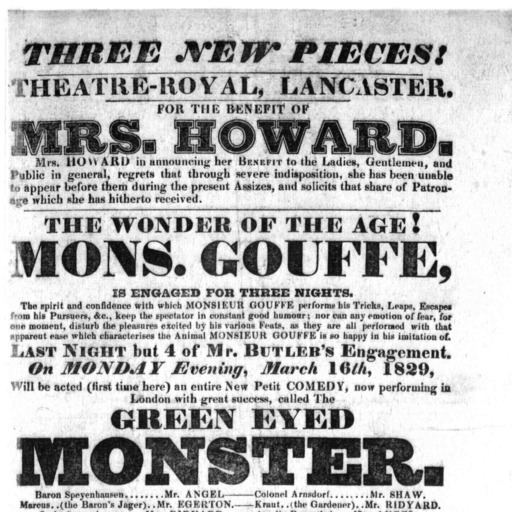 THREE NEW PIECES!
THEATRE-ROYAL, LANCASTER.
FOR THE BENEFIT OF
MRS. HOWARD.
Mrs. HOWARD in announcing her BENEFIT to the Ladies, Gentlemen, and
Public in general, regrets that through severe indisposition, she has been unable
to appear before them during the present Assizes, and solicits that share of Patron-
age which she has hitherto received.
THE WONDER OF THE AGE!
MONS. GOUFFE,
IS ENGAGED FOR THREE NIGHTS.
The spirit and confidence with which MONSIEUR GOUFFE performs his Tricks, Leaps, Escapes
from his Pursuers, &c., keep the spectator in constant good humour; nor can any emotion of fear, for
one moment, disturb the pleasures excited by his various Feats, as they are all performed with that
apparent ease which characterises the Animal MONSIEUR GOUFFE is so happy in his imitation of.
LAST NIGHT but 4 of Mr. BUTLER'S Engagement.
On MONDAY Evening, March 16th, 1829,
Will be acted (first time here) an entire New Petit COMEDY, now performing in
London with great success, called The
GREEN EYED
MONSTER.
Baron Speyenhausen........Mr. ANGEL——Colonel Arnsdorf........Mr. SHAW.
Marcus..(the Baron's Jager)..Mr. EGERTON.—Kraut..(the Gardener)..Mr. RIDYARD.